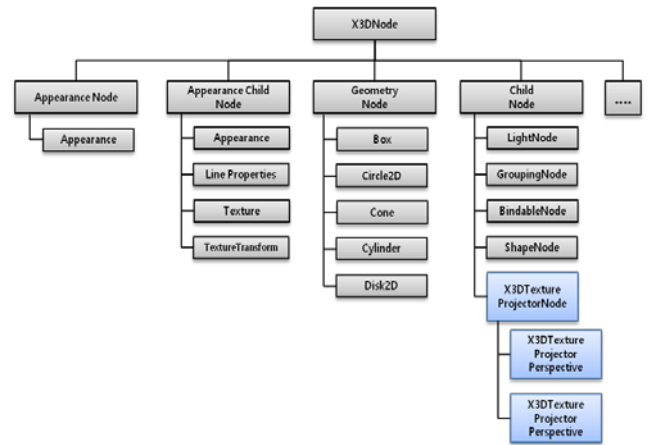 X3DNode
Appearance Node
Appearance
Appearance Child
Node
Appearance
Line Properties
Texture
TextureTransform
Geometry
Node
Box
Circle2D
Cone
Cylinder
Disk2D
Child
Node
LightNode
GroupingNode
BindableNode
ShapeNode
X3DTexture
ProjectorNode
X3DTexture
Projector
Perspective
X3DTexture
Projector
Perspective
....